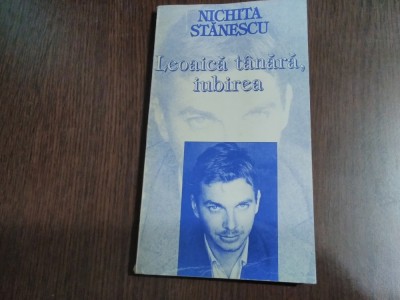 NICHITA
STĂNESCU
Leoaică tânără,
iubirea